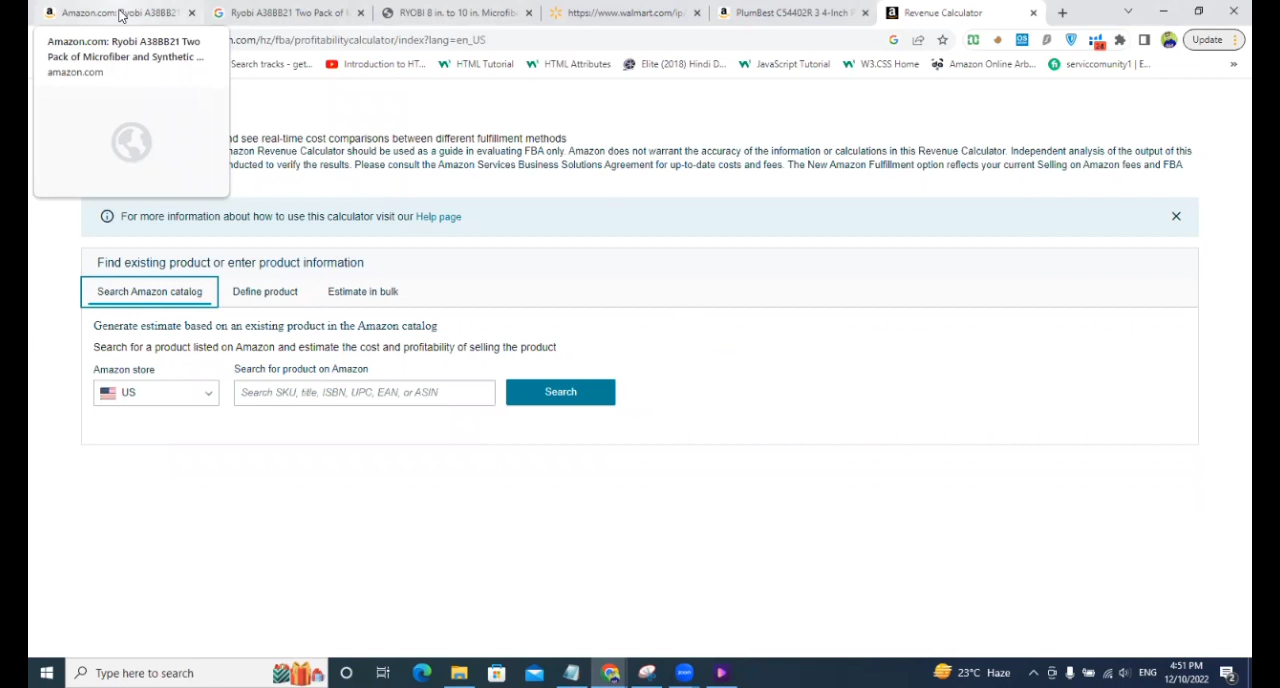 Amazon.com: Ryobi A38BB21
Ryobi A38BB21 Two Pack of
RYOBI 8 in. to 10 in. Microfib
https://www.walmart.com/ip
PlumBest C54402R 3 4-Inch
Revenue Calculator
Amazon.com: Ryobi A38BB21 Two
Pack of Microfiber and Synthetic ...
amazon.com
.com/hz/fba/profitabilitycalculator/index?lang=en_US
Update
Search tracks - get...
Introduction to HT...
HTML Tutorial
HTML Attributes
Elite (2018) Hindi D...
JavaScript Tutorial
W3.CSS Home
Amazon Online Arb...
serviccomunity1 | E...
»
nd see real-time cost comparisons between different fulfillment methods
nazon Revenue Calculator should be used as a guide in evaluating FBA only. Amazon does not warrant the accuracy of the information or calculations in this Revenue Calculator. Independent analysis of the output of this
nducted to verify the results. Please consult the Amazon Services Business Solutions Agreement for up-to-date costs and fees. The New Amazon Fulfillment option reflects your current Selling on Amazon fees and FBA
For more information about how to use this calculator visit our Help page
Find existing product or enter product information
Search Amazon catalog
Define product
Estimate in bulk
Generate estimate based on an existing product in the Amazon catalog
Search for a product listed on Amazon and estimate the cost and profitability of selling the product
Amazon store
Search for product on Amazon
US
Search SKU, title, ISBN, UPC, EAN, or ASIN
Search
Type here to search
23°C Haze
ENG
4:51 PM
12/10/2022